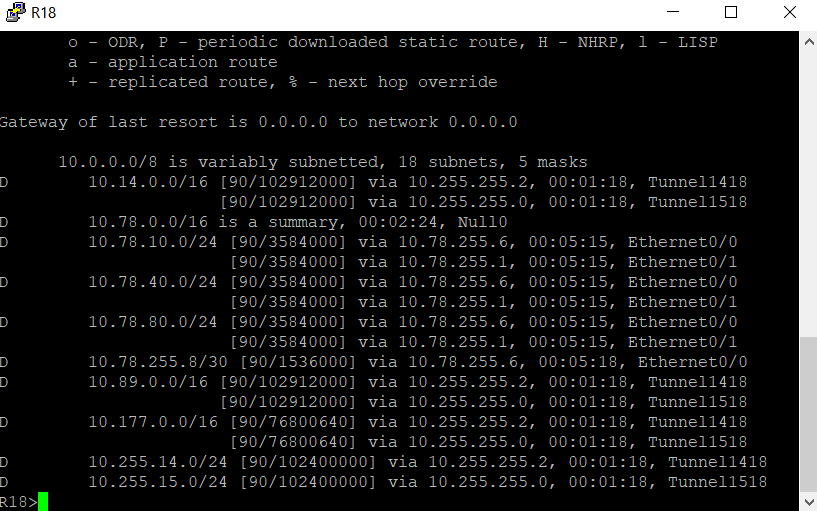 R18
o - ODR, P - periodic downloaded static route, H - NHRP, l - LISP
a - application route
+ - replicated route, % - next hop override
Gateway of last resort is 0.0.0.0 to network 0.0.0.0
10.0.0.0/8 is variably subnetted, 18 subnets, 5 masks
D 10.14.0.0/16 [90/102912000] via 10.255.255.2, 00:01:18, Tunnel1418
[90/102912000] via 10.255.255.0, 00:01:18, Tunnel1518
D 10.78.0.0/16 is a summary, 00:02:24, Null0
D 10.78.10.0/24 [90/3584000] via 10.78.255.6, 00:05:15, Ethernet0/0
[90/3584000] via 10.78.255.1, 00:05:15, Ethernet0/1
D 10.78.40.0/24 [90/3584000] via 10.78.255.6, 00:05:15, Ethernet0/0
[90/3584000] via 10.78.255.1, 00:05:15, Ethernet0/1
D 10.78.80.0/24 [90/3584000] via 10.78.255.6, 00:05:15, Ethernet0/0
[90/3584000] via 10.78.255.1, 00:05:15, Ethernet0/1
D 10.78.255.8/30 [90/1536000] via 10.78.255.6, 00:05:18, Ethernet0/0
D 10.89.0.0/16 [90/102912000] via 10.255.255.2, 00:01:18, Tunnel1418
[90/102912000] via 10.255.255.0, 00:01:18, Tunnel1518
D 10.177.0.0/16 [90/76800640] via 10.255.255.2, 00:01:18, Tunnel1418
[90/76800640] via 10.255.255.0, 00:01:18, Tunnel1518
D 10.255.14.0/24 [90/102400000] via 10.255.255.2, 00:01:18, Tunnel1418
D 10.255.15.0/24 [90/102400000] via 10.255.255.0, 00:01:18, Tunnel1518
R18>